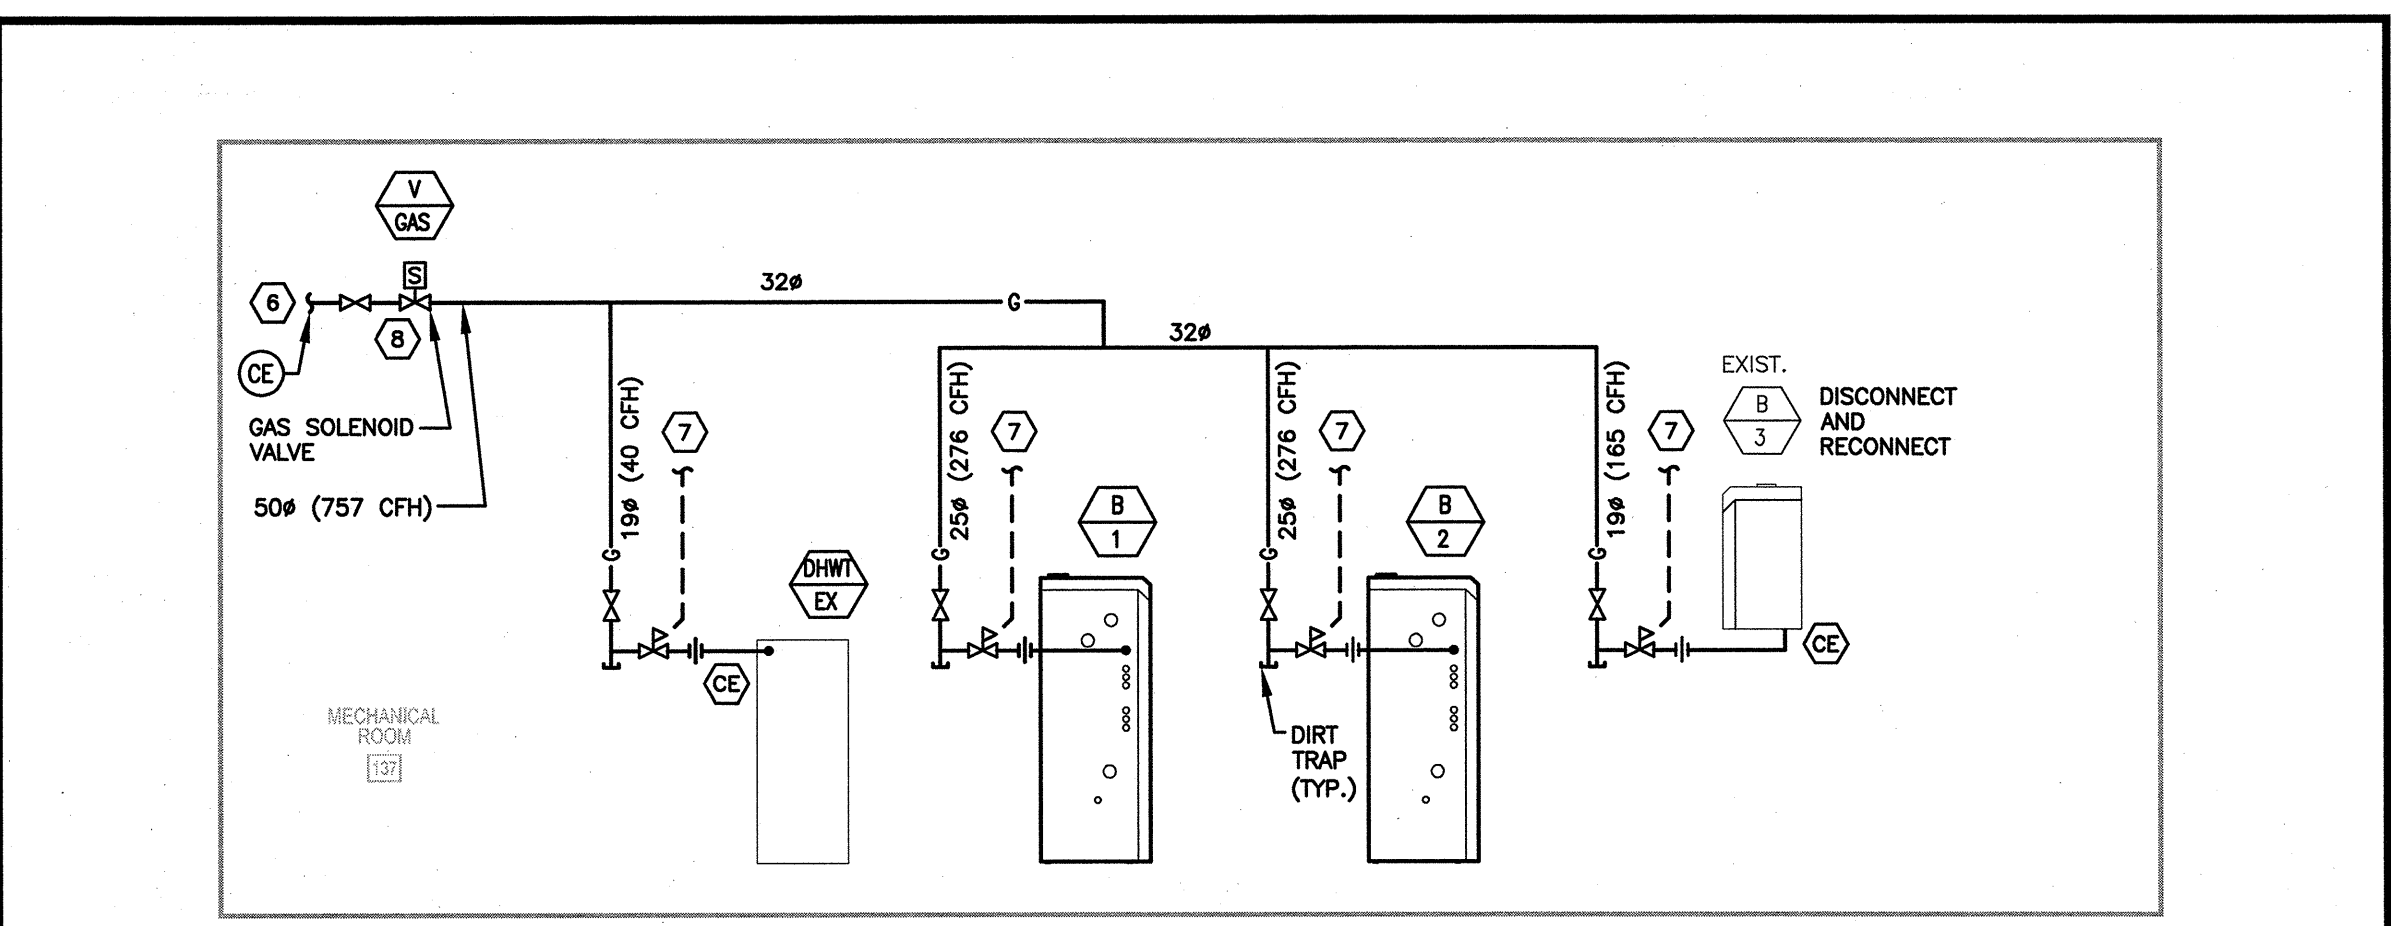 V
GAS
S
6
32ø
G
8
32ø
CE
EXIST.
B
3
DISCONNECT
AND
RECONNECT
GAS SOLENOID
VALVE
50ø (757 CFH)
19ø (40 CFH)
7
25ø (276 CFH)
7
25ø (276 CFH)
7
19ø (165 CFH)
7
B
1
B
2
G
G
G
G
DHWT
EX
CE
CE
MECHANICAL
ROOM
137
DIRT
TRAP
(TYP.)